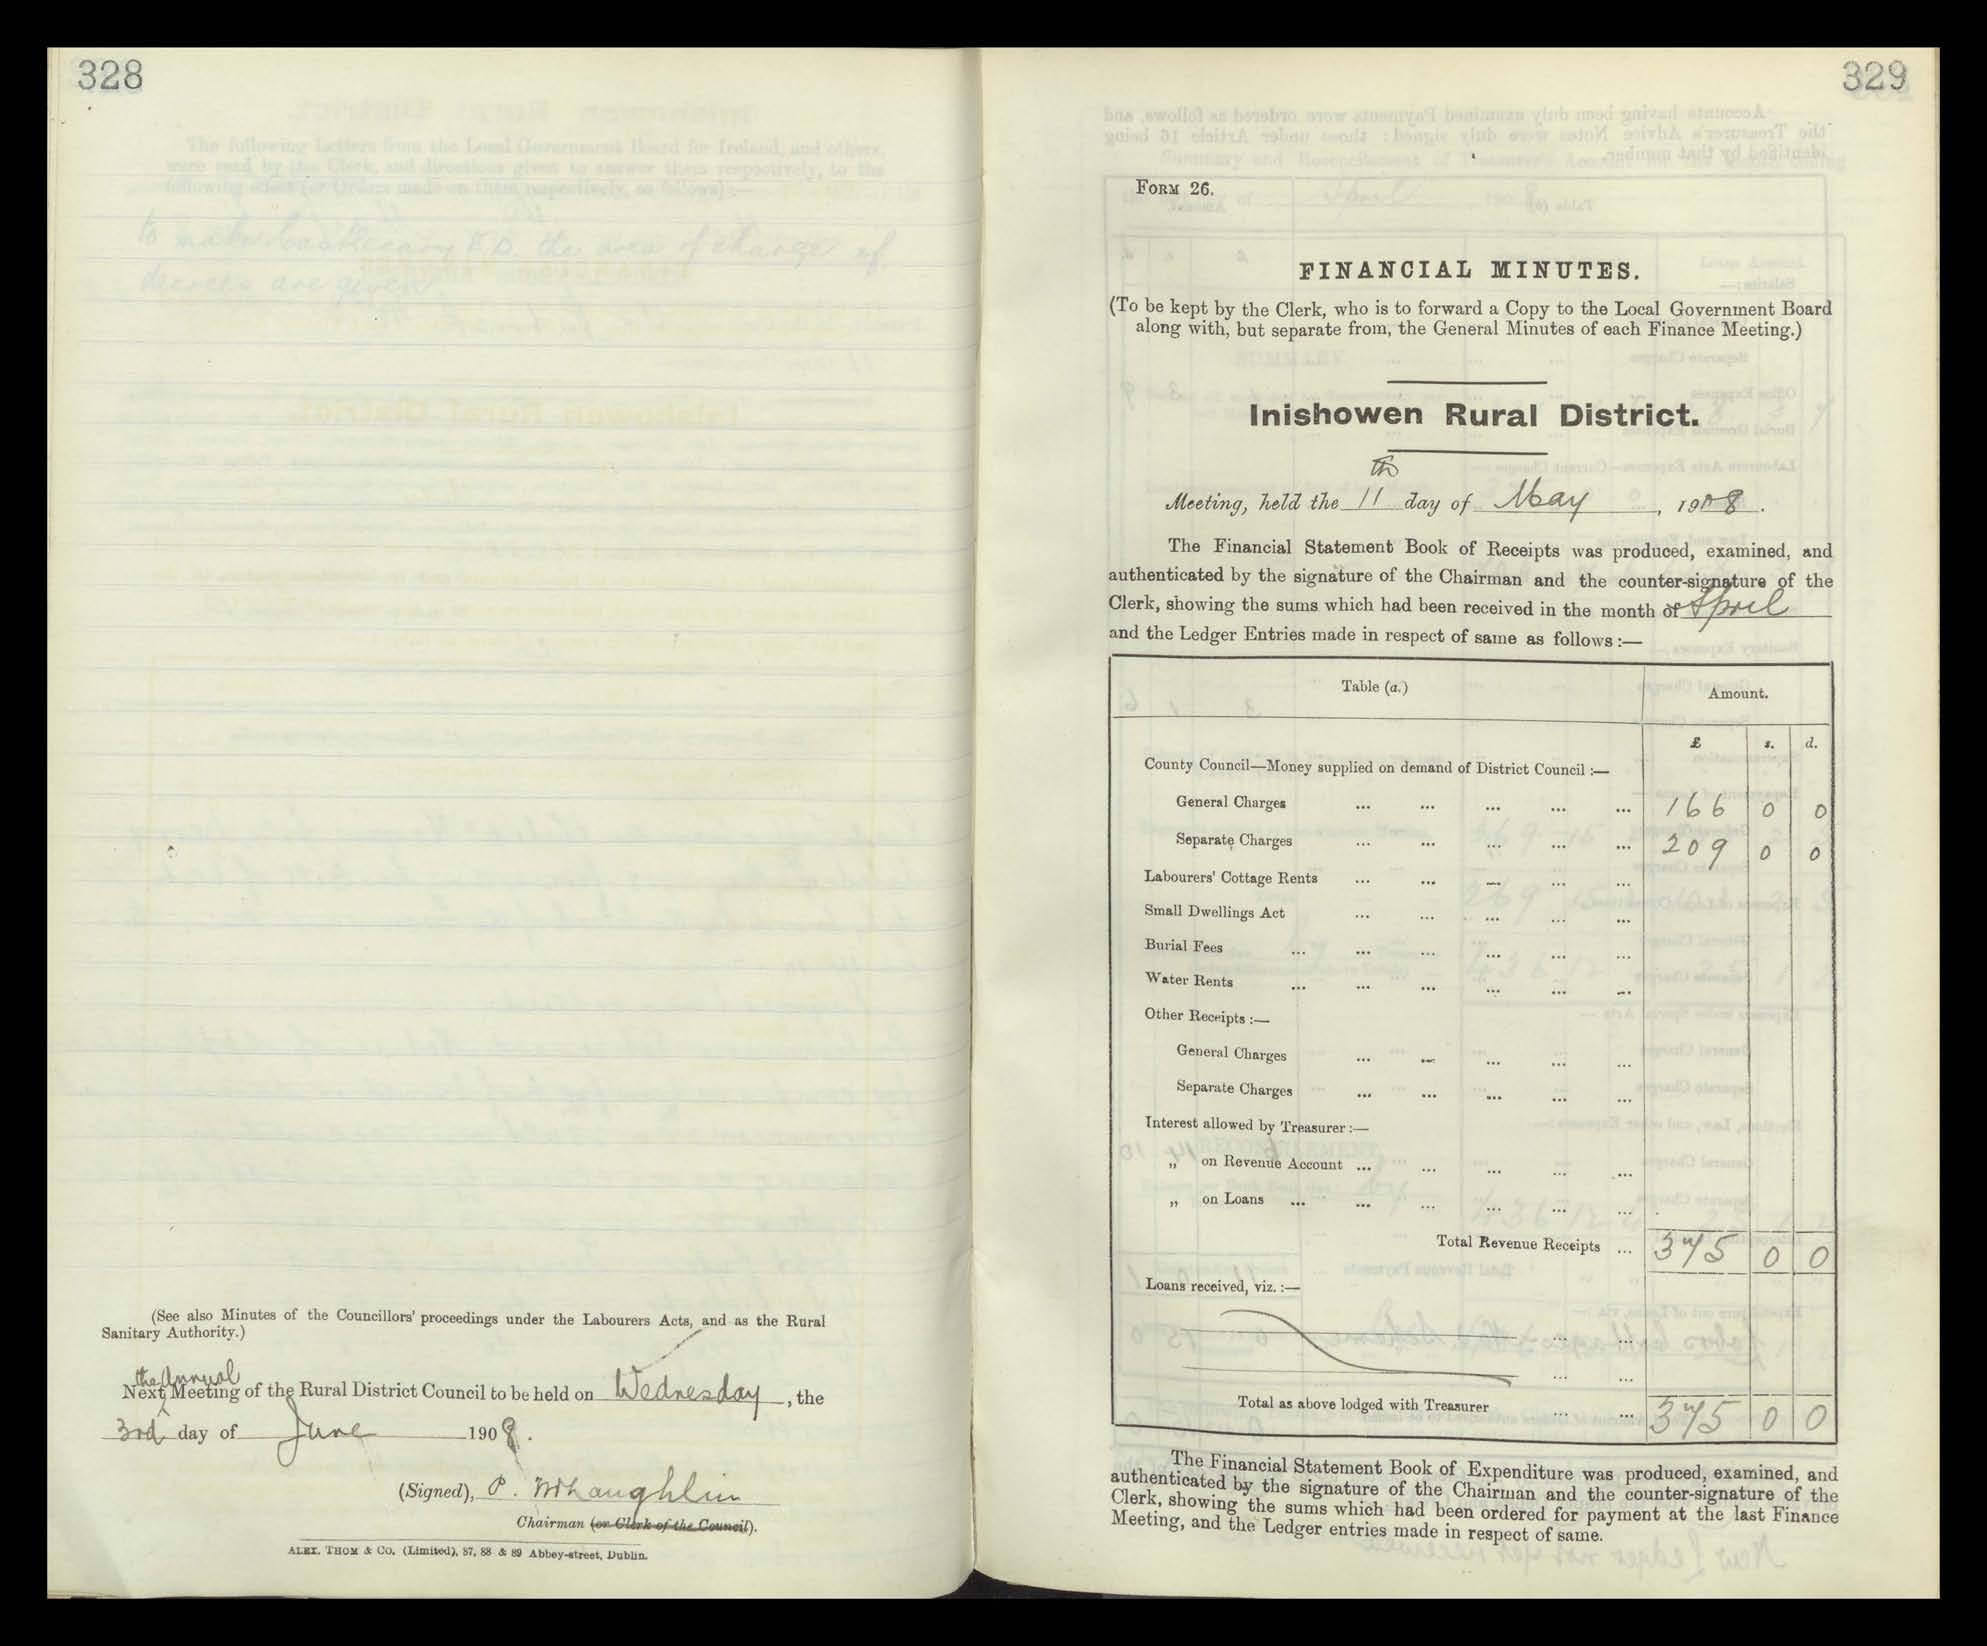 328
(See also Minutes of the Councillors' proceedings under the Labourers Acts, and as the Rural
Sanitary Authority.)
the Annual
Next Meeting of the Rural District Council to be held on Wednesday, the
3rd day of June 1908.
(Signed), P. McLaughlin
Chairman (or Clerk of the Council).
ALEX. THOM & CO. (Limited), 87, 88 & 89 Abbey-street, Dublin.
329
FORM 26.
FINANCIAL MINUTES.
(To be kept by the Clerk, who is to forward a Copy to the Local Government Board
along with, but separate from, the General Minutes of each Finance Meeting.)
Inishowen Rural District.
Meeting, held the 11th day of May, 1908.
The Financial Statement Book of Receipts was produced, examined, and
authenticated by the signature of the Chairman and the counter-signature of the
Clerk, showing the sums which had been received in the month of April
and the Ledger Entries made in respect of same as follows :—
Table (a.) Amount.
£ s. d.
County Council—Money supplied on demand of District Council :—
General Charges ... ... ... ... ... 166 0 0
Separate Charges ... ... ... ... ... 209 0 0
Labourers' Cottage Rents ... ... ... ... ...
Small Dwellings Act ... ... ... ... ...
Burial Fees ... ... ... ... ... ...
Water Rents ... ... ... ... ... ...
Other Receipts :—
General Charges ... ... ... ... ...
Separate Charges ... ... ... ... ...
Interest allowed by Treasurer :—
„ on Revenue Account ... ... ... ... ...
„ on Loans ... ... ... ... ... ...
Total Revenue Receipts ... 375 0 0
Loans received, viz. :—
... ...
... ...
Total as above lodged with Treasurer ... ... 375 0 0
The Financial Statement Book of Expenditure was produced, examined, and
authenticated by the signature of the Chairman and the counter-signature of the
Clerk, showing the sums which had been ordered for payment at the last Finance
Meeting, and the Ledger entries made in respect of same.